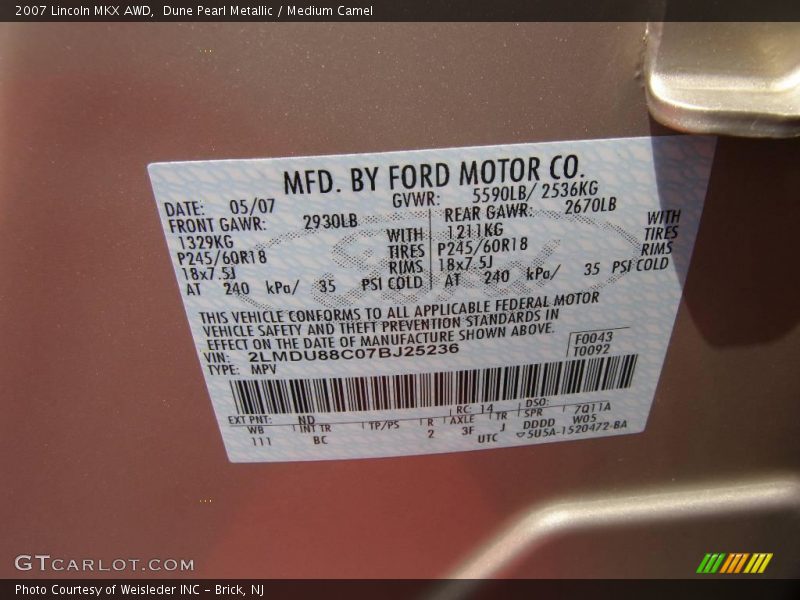 2007 Lincoln MKX AWD,  Dune Pearl Metallic / Medium Camel
MFD. BY FORD MOTOR CO.
DATE: 05/07 GVWR: 5590LB/ 2536KG
FRONT GAWR: 2930LB REAR GAWR: 2670LB
1329KG WITH 1211KG WITH
P245/60R18 TIRES P245/60R18 TIRES
18x7.5J RIMS 18x7.5J RIMS
AT 240 kPa/ 35 PSI COLD AT 240 kPa/ 35 PSI COLD
THIS VEHICLE CONFORMS TO ALL APPLICABLE FEDERAL MOTOR
VEHICLE SAFETY AND THEFT PREVENTION STANDARDS IN
EFFECT ON THE DATE OF MANUFACTURE SHOWN ABOVE.
VIN: 2LMDU88C07BJ25236 F0043
TYPE: MPV T0092
EXT PNT: ND RC: 14 DSO:
WB INT TR TP/PS R AXLE TR SPR 7Q11A
111 BC 2 3F J DDDD W05
UTC 5U5A-1520472-BA
GTCARLOT.COM
Photo Courtesy of Weisleder INC – Brick, NJ